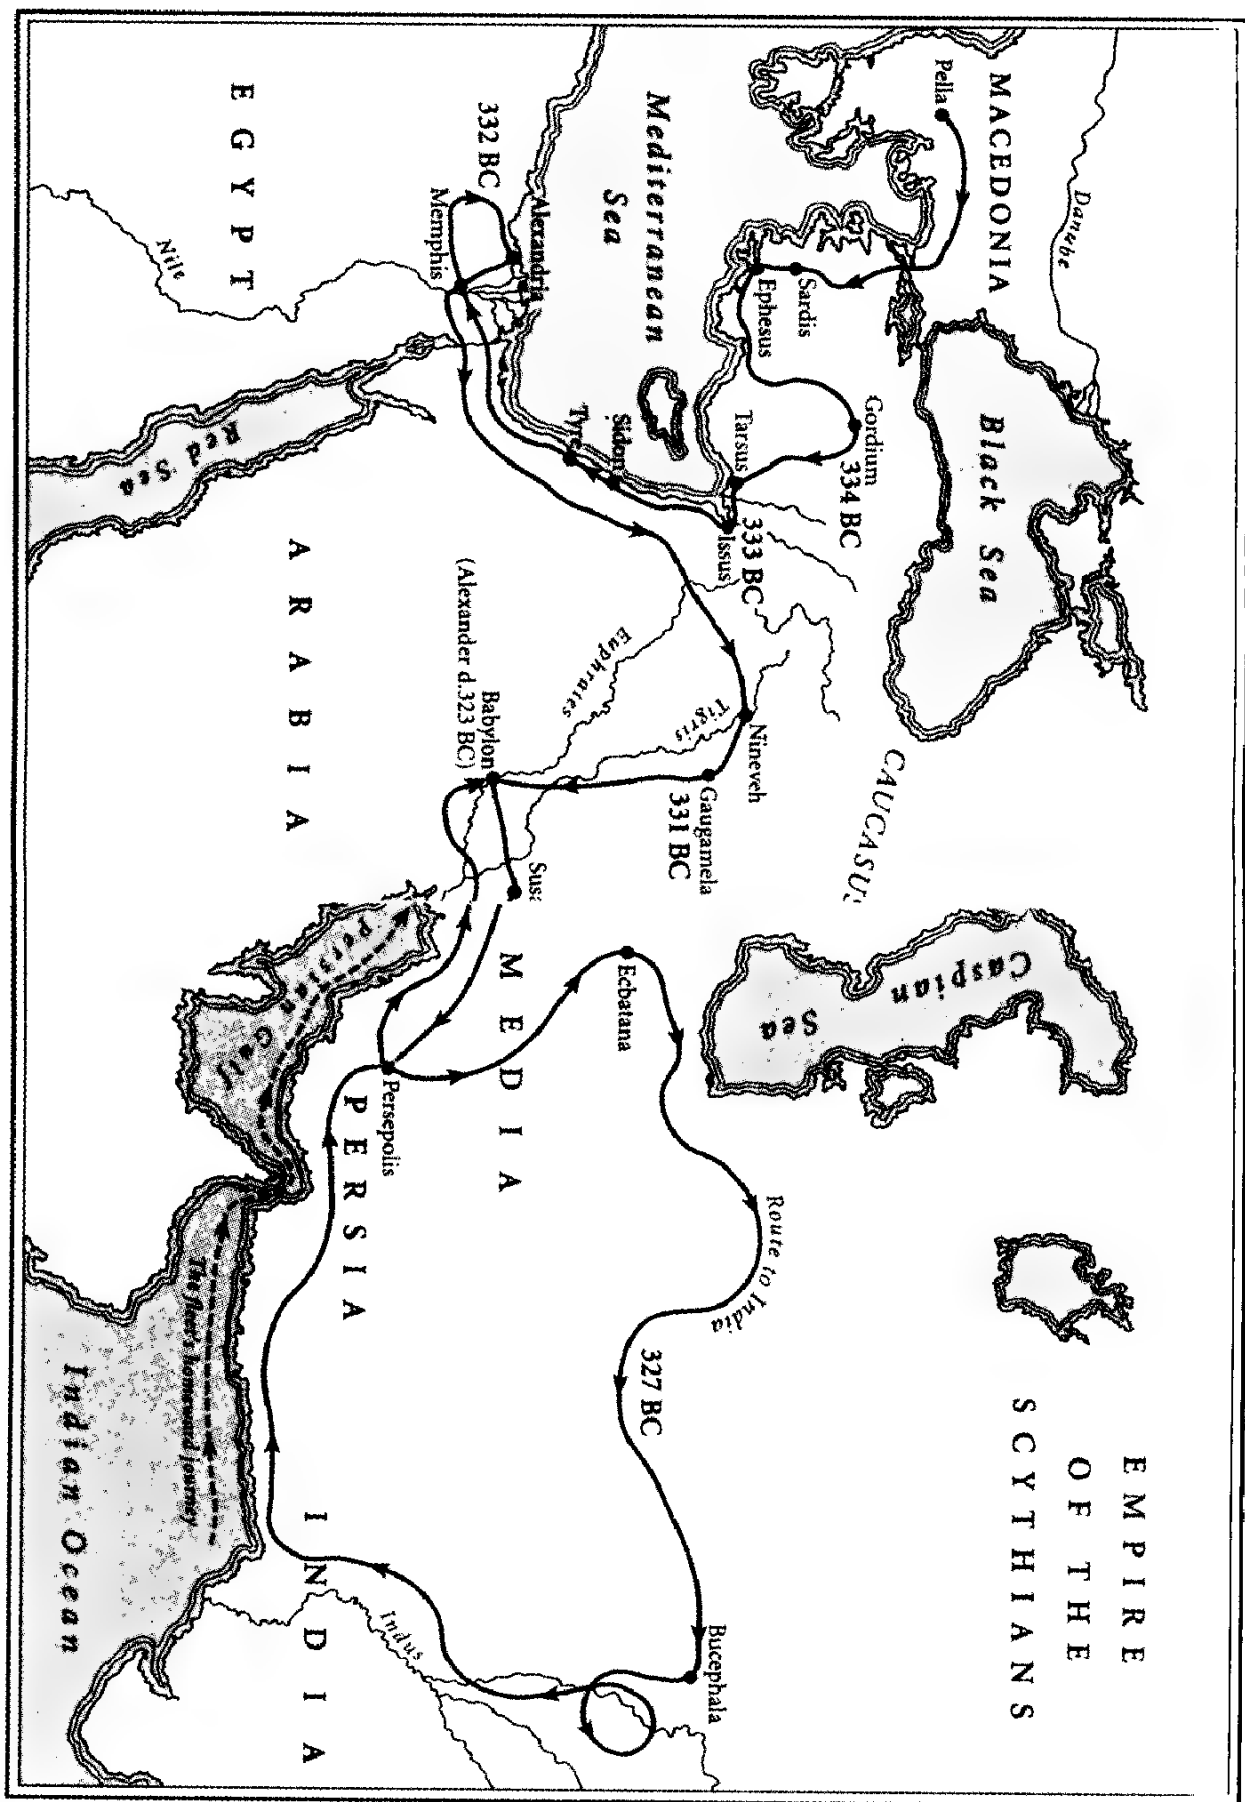 MACEDONIA
Danube
Pella
Black Sea
CAUCASUS
Caspian
Sea
EMPIRE
OF THE
SCYTHIANS
Sardis
Ephesus
Gordium
334 BC
Tarsus
333 BC
Issus
Mediterranean
Sea
Sidon
Tyre
Alexandria
332 BC
Memphis
EGYPT
Nile
Red
Sea
ARABIA
Euphrates
Tigris
Nineveh
Gaugamela
331 BC
Babylon
(Alexander d.323 BC)
Susa
MEDIA
Ecbatana
Persepolis
PERSIA
Persian Gulf
Route to India
327 BC
Bucephala
Indus
INDIA
The fleet's homeward journey
Indian Ocean